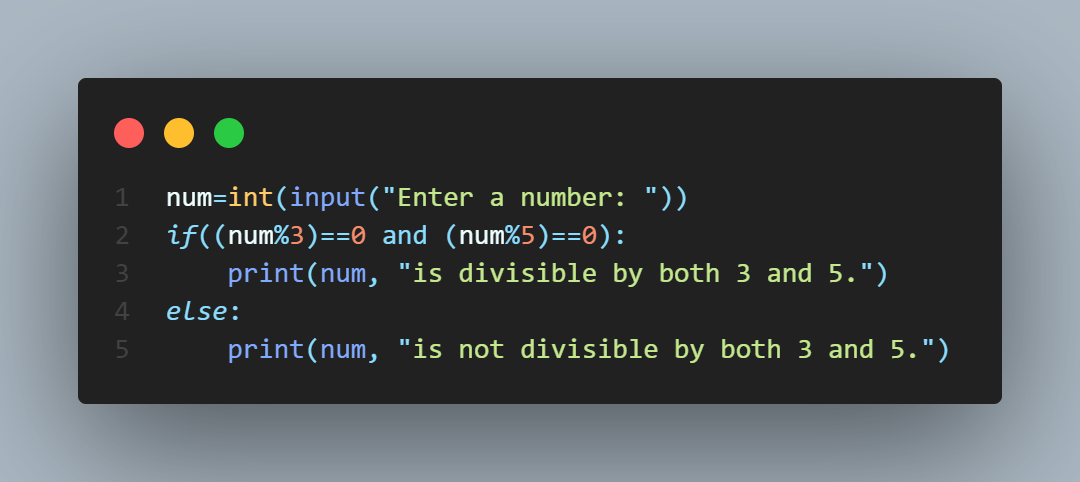 1 num=int(input("Enter a number: "))
2 if((num%3)==0 and (num%5)==0):
3     print(num, "is divisible by both 3 and 5.")
4 else:
5     print(num, "is not divisible by both 3 and 5.")